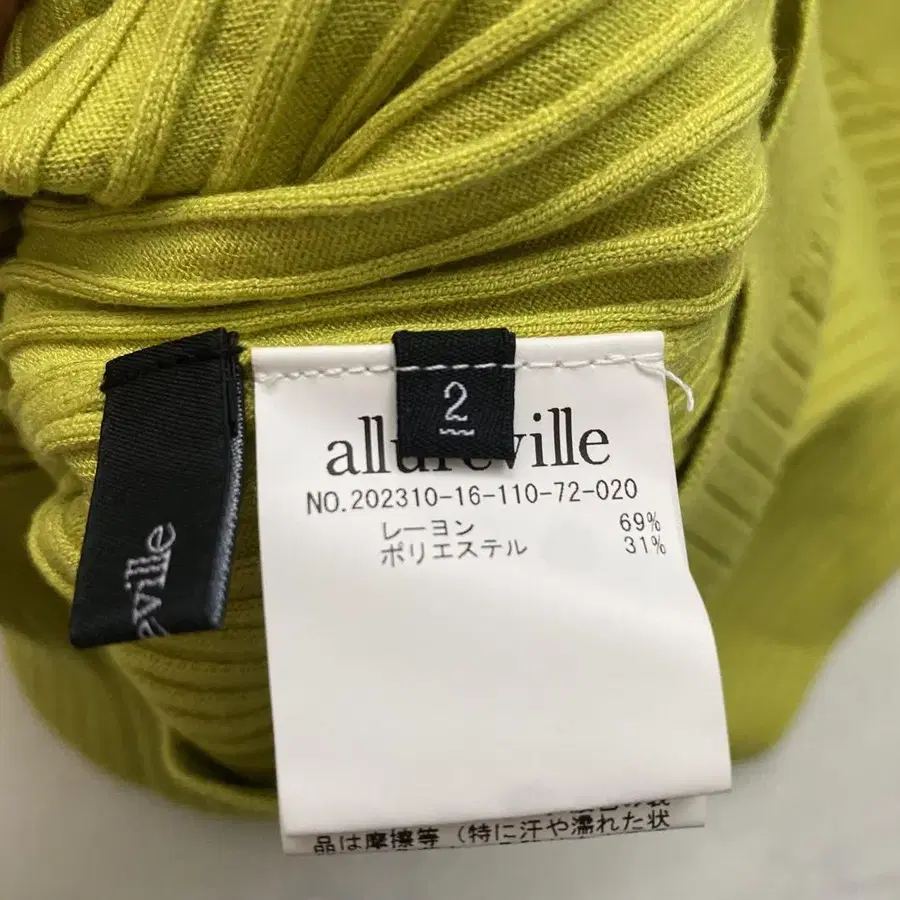 2
allureville
NO.202310-16-110-72-020
レーヨン 69%
ポリエステル 31%
eville
品は摩擦等（特に汗や濡れた状